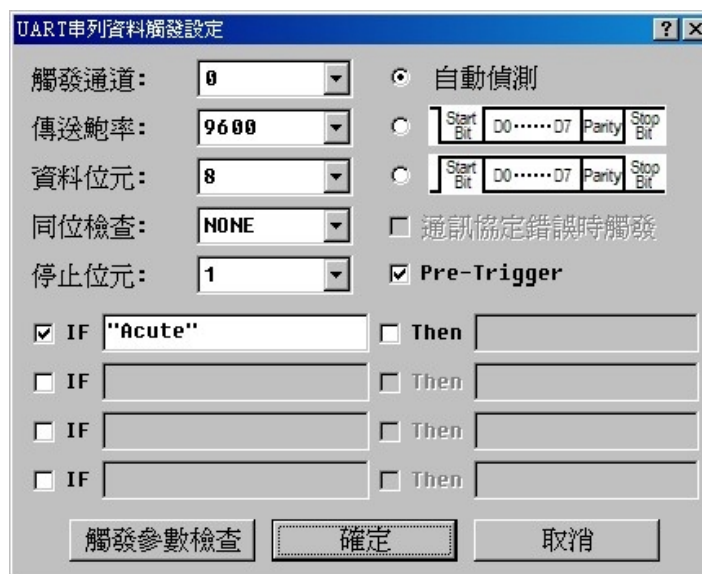 UART串列資料觸發設定
觸發通道: 0 自動偵測
傳送鮑率: 9600 Start Bit D0······D7 Parity Stop Bit
資料位元: 8 Start Bit D0······D7 Parity Stop Bit
同位檢查: NONE 通訊協定錯誤時觸發
停止位元: 1 Pre-Trigger
IF "Acute" Then
IF Then
IF Then
IF Then
觸發參數檢查 確定 取消